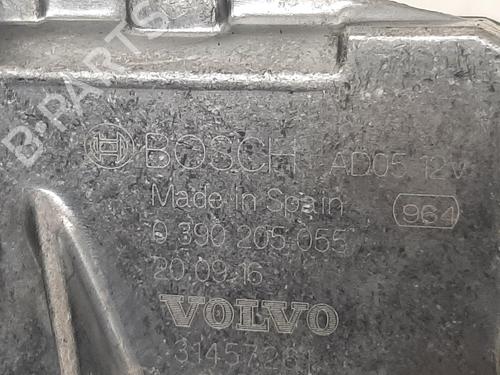 B-PARTS
BOSCH AD05 12V
Made in Spain 964
0 390 205 055
20.09.16
VOLVO